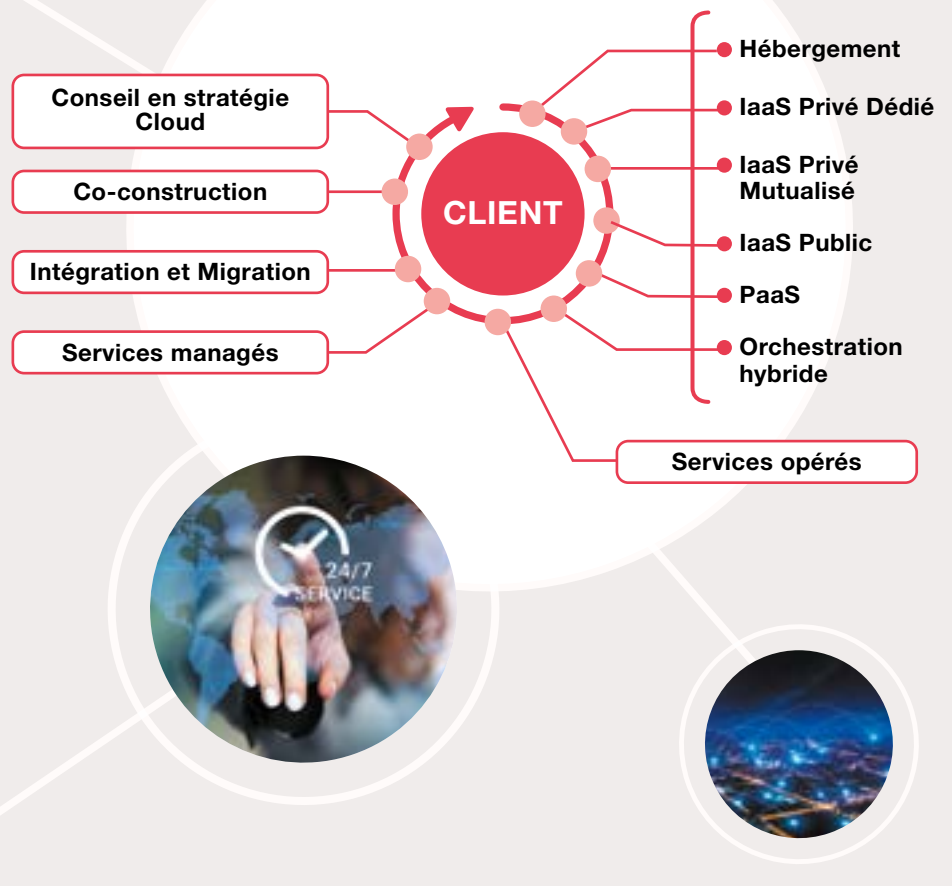 Conseil en stratégie
Cloud
Co-construction
Intégration et Migration
Services managés
CLIENT
Hébergement
IaaS Privé Dédié
IaaS Privé
Mutualisé
IaaS Public
PaaS
Orchestration
hybride
Services opérés
24/7
SERVICE